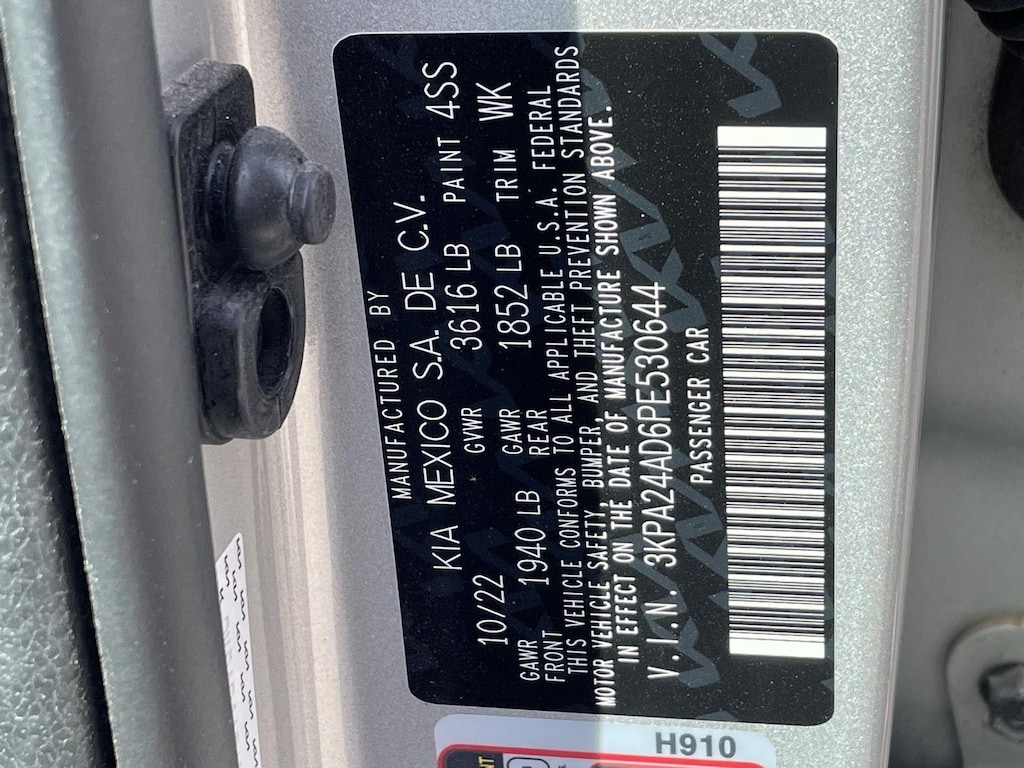 MANUFACTURED BY
KIA MEXICO S.A. DE C.V.
10/22 GVWR 3616 LB PAINT 4SS
GAWR FRONT 1940 LB GAWR REAR 1852 LB TRIM WK
THIS VEHICLE CONFORMS TO ALL APPLICABLE U.S.A. FEDERAL
MOTOR VEHICLE SAFETY, BUMPER, AND THEFT PREVENTION STANDARDS
IN EFFECT ON THE DATE OF MANUFACTURE SHOWN ABOVE.
V.I.N. 3KPA24AD6PE530644
PASSENGER CAR
H910